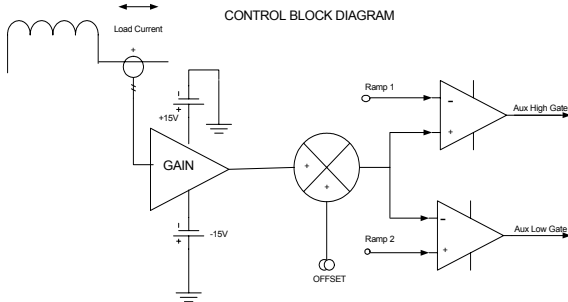 CONTROL BLOCK DIAGRAM
Load Current
+
+15V
GAIN
-15V
+
+
OFFSET
Ramp 1
-
+
Aux High Gate
Ramp 2
-
+
Aux Low Gate